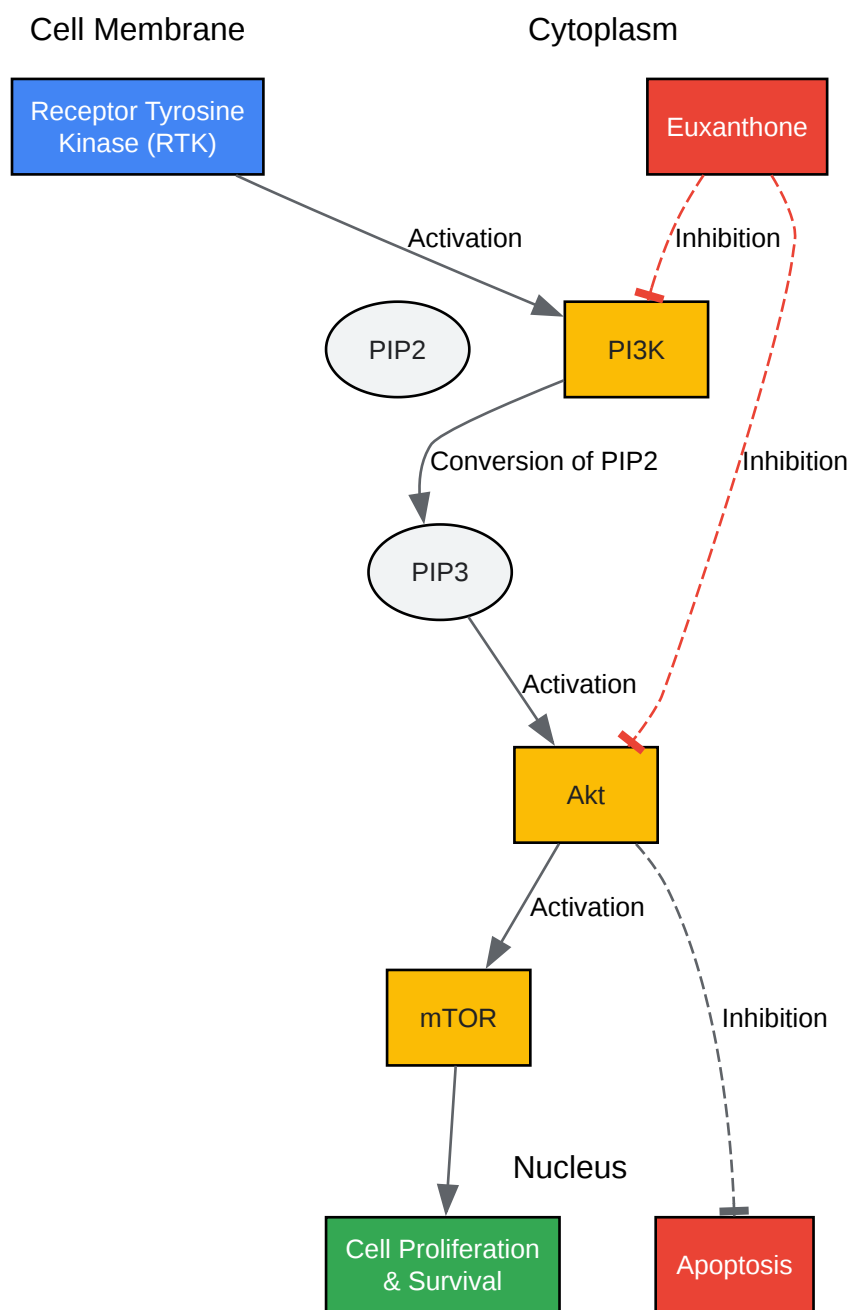 Cell Membrane
Cytoplasm
Receptor Tyrosine
Kinase (RTK)
Euxanthone
Activation
Inhibition
PIP2
PI3K
Conversion of PIP2
Inhibition
PIP3
Activation
Akt
Activation
mTOR
Inhibition
Nucleus
Cell Proliferation
& Survival
Apoptosis